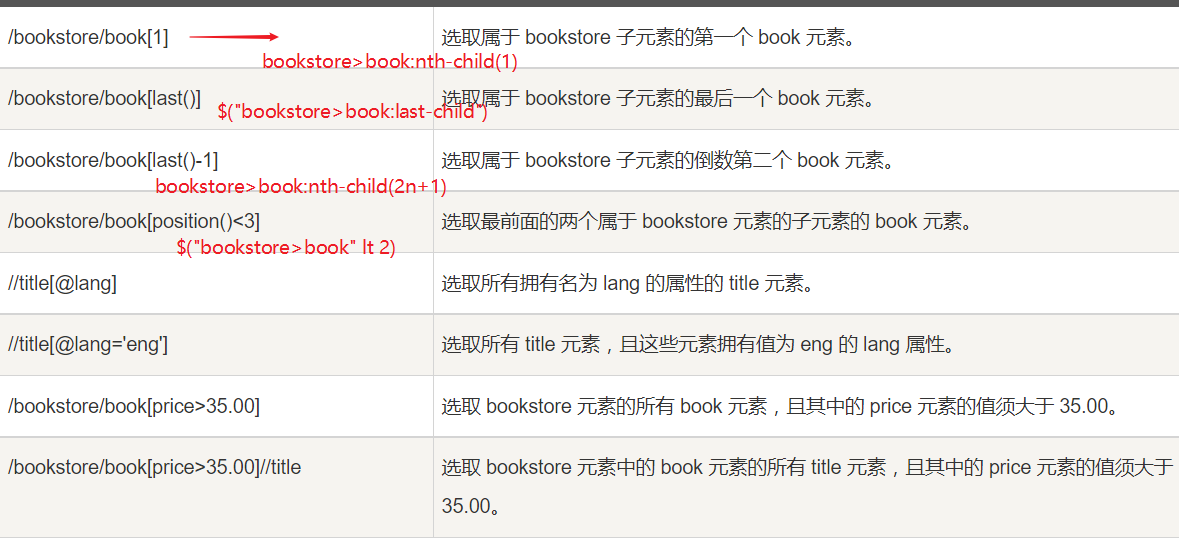 /bookstore/book[1]
选取属于 bookstore 子元素的第一个 book 元素。
bookstore>book:nth-child(1)
/bookstore/book[last()]
选取属于 bookstore 子元素的最后一个 book 元素。
$("bookstore>book:last-child")
/bookstore/book[last()-1]
选取属于 bookstore 子元素的倒数第二个 book 元素。
bookstore>book:nth-child(2n+1)
/bookstore/book[position()<3]
选取最前面的两个属于 bookstore 元素的子元素的 book 元素。
$("bookstore>book" lt 2)
//title[@lang]
选取所有拥有名为 lang 的属性的 title 元素。
//title[@lang='eng']
选取所有 title 元素，且这些元素拥有值为 eng 的 lang 属性。
/bookstore/book[price>35.00]
选取 bookstore 元素的所有 book 元素，且其中的 price 元素的值须大于 35.00。
/bookstore/book[price>35.00]//title
选取 bookstore 元素中的 book 元素的所有 title 元素，且其中的 price 元素的值须大于
35.00。